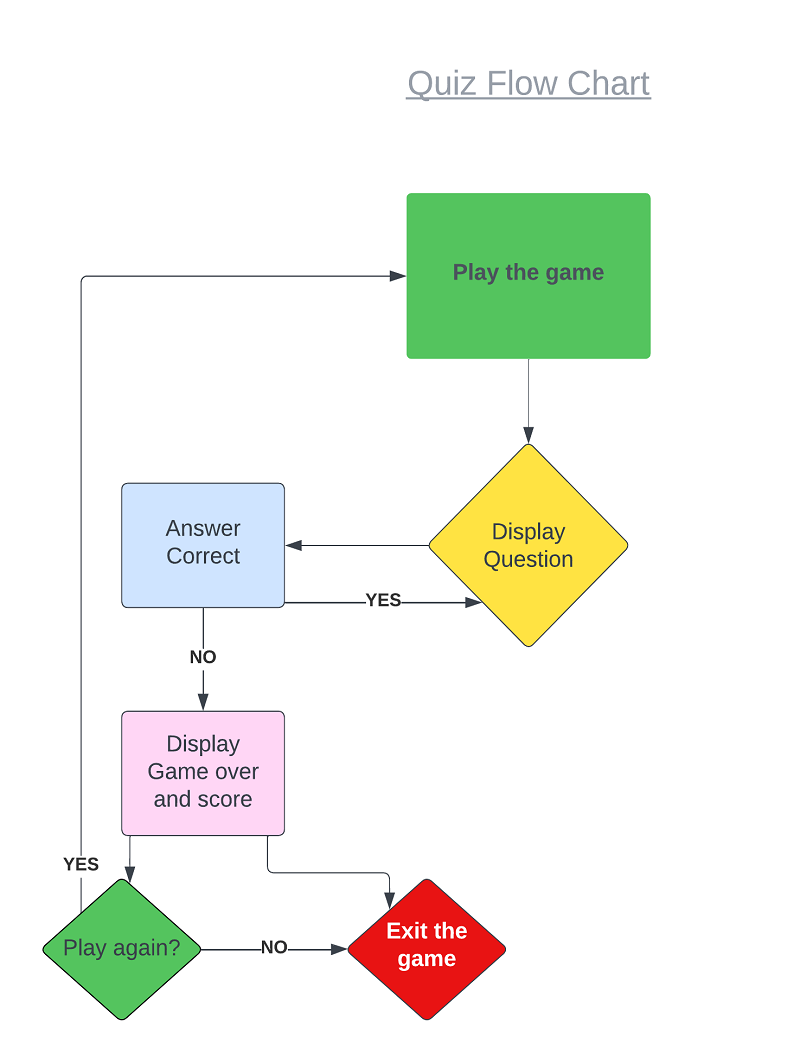 Quiz Flow Chart
Play the game
Display
Question
Answer
Correct
YES
NO
Display
Game over
and score
YES
Play again?
NO
Exit the
game